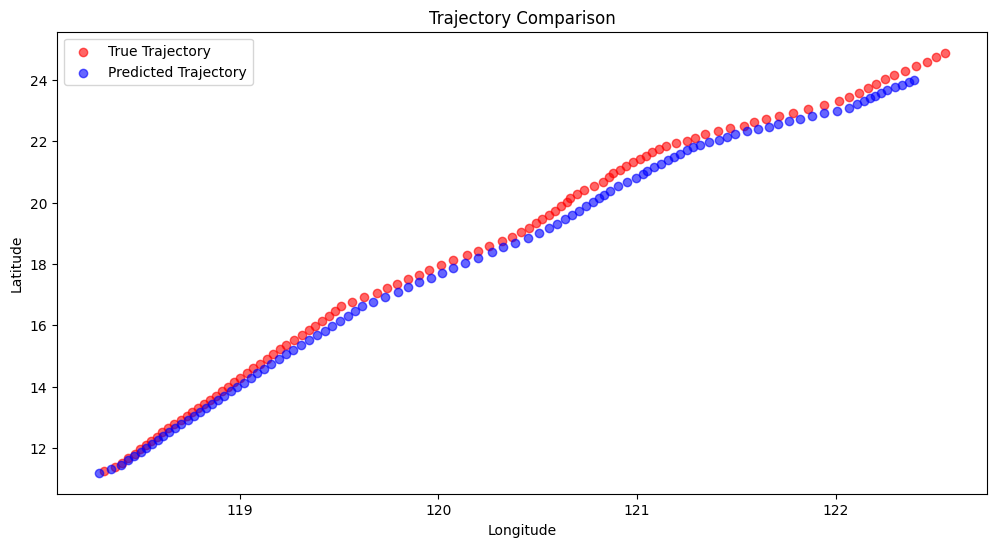 Trajectory Comparison
True Trajectory
Predicted Trajectory
Latitude
24
22
20
18
16
14
12
119 120 121 122
Longitude